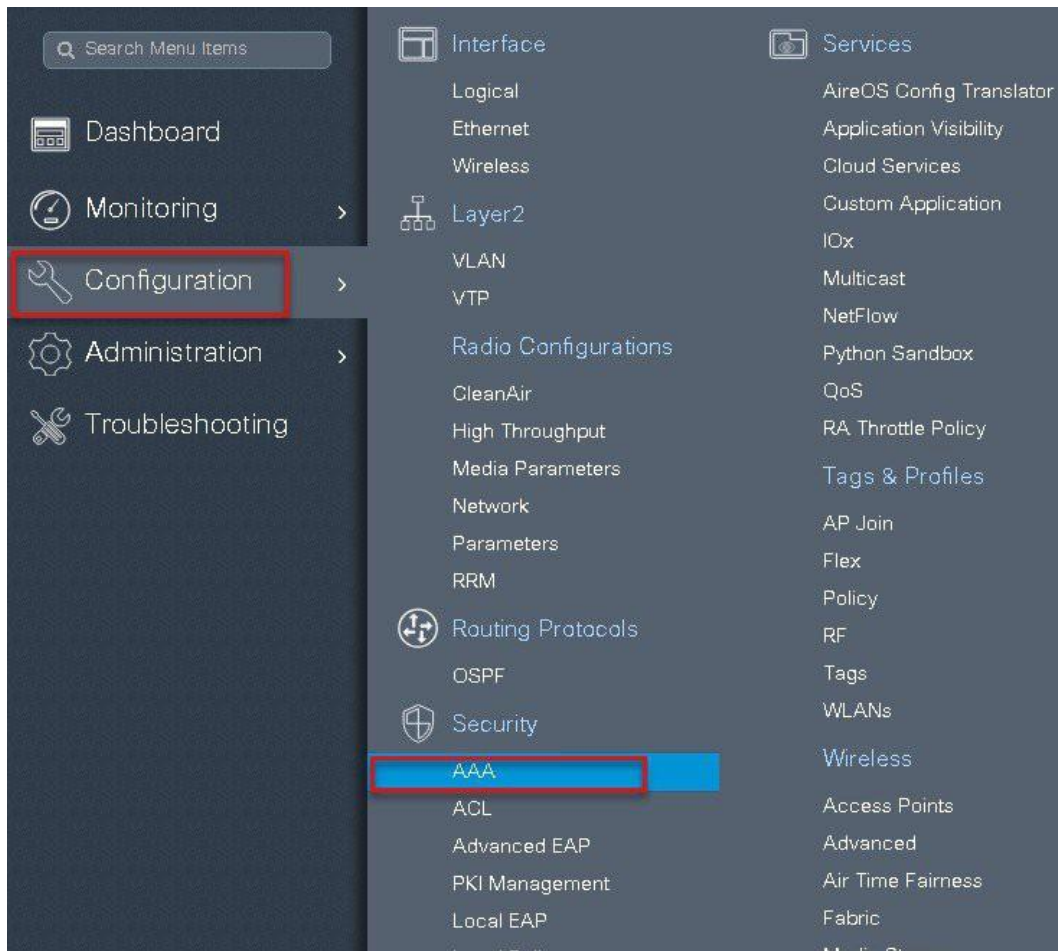 Search Menu Items
Dashboard
Monitoring
Configuration
Administration
Troubleshooting
Interface
Logical
Ethernet
Wireless
Layer2
VLAN
VTP
Radio Configurations
CleanAir
High Throughput
Media Parameters
Network
Parameters
RRM
Routing Protocols
OSPF
Security
AAA
ACL
Advanced EAP
PKI Management
Local EAP
Services
AireOS Config Translator
Application Visibility
Cloud Services
Custom Application
IOx
Multicast
NetFlow
Python Sandbox
QoS
RA Throttle Policy
Tags & Profiles
AP Join
Flex
Policy
RF
Tags
WLANs
Wireless
Access Points
Advanced
Air Time Fairness
Fabric